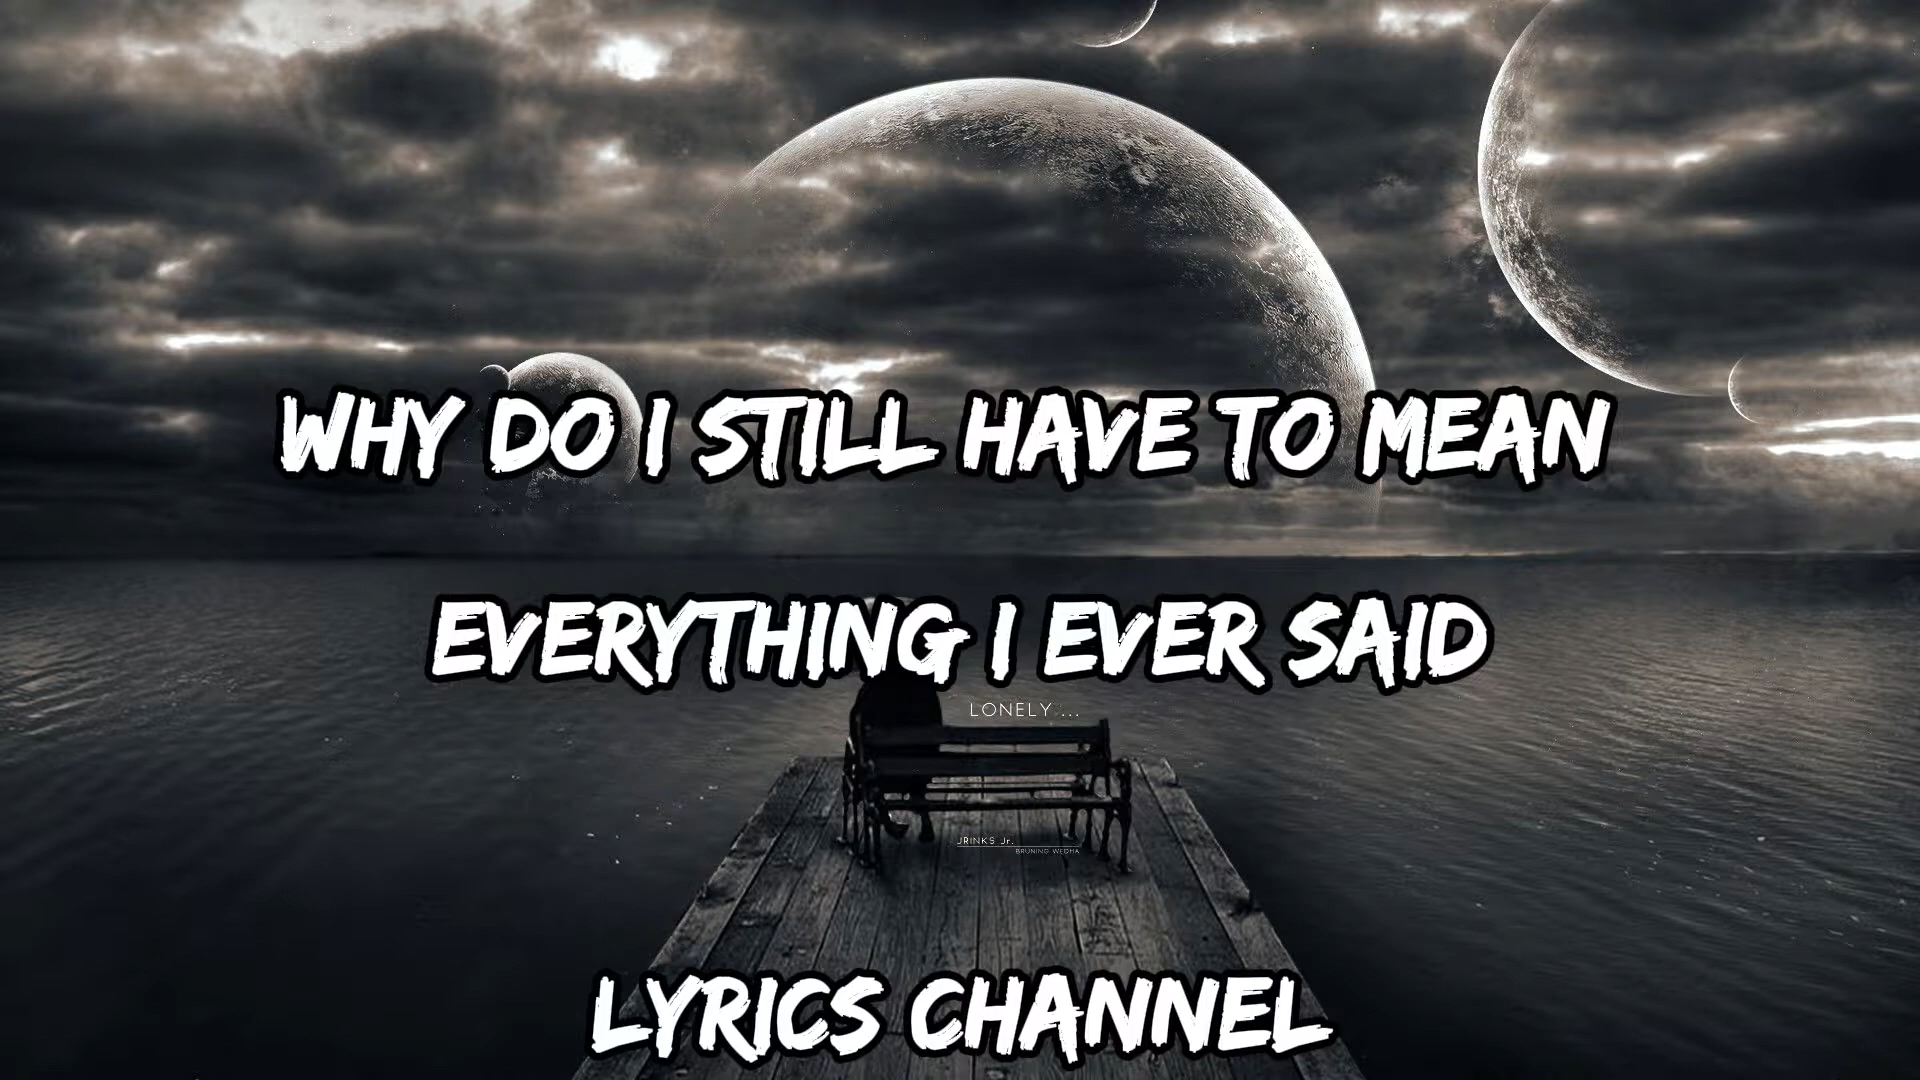 WHY DO I STILL HAVE TO MEAN
EVERYTHING I EVER SAID
LONELY ...
JRINKS Jr.
BRUNING WEDHA
LYRICS CHANNEL